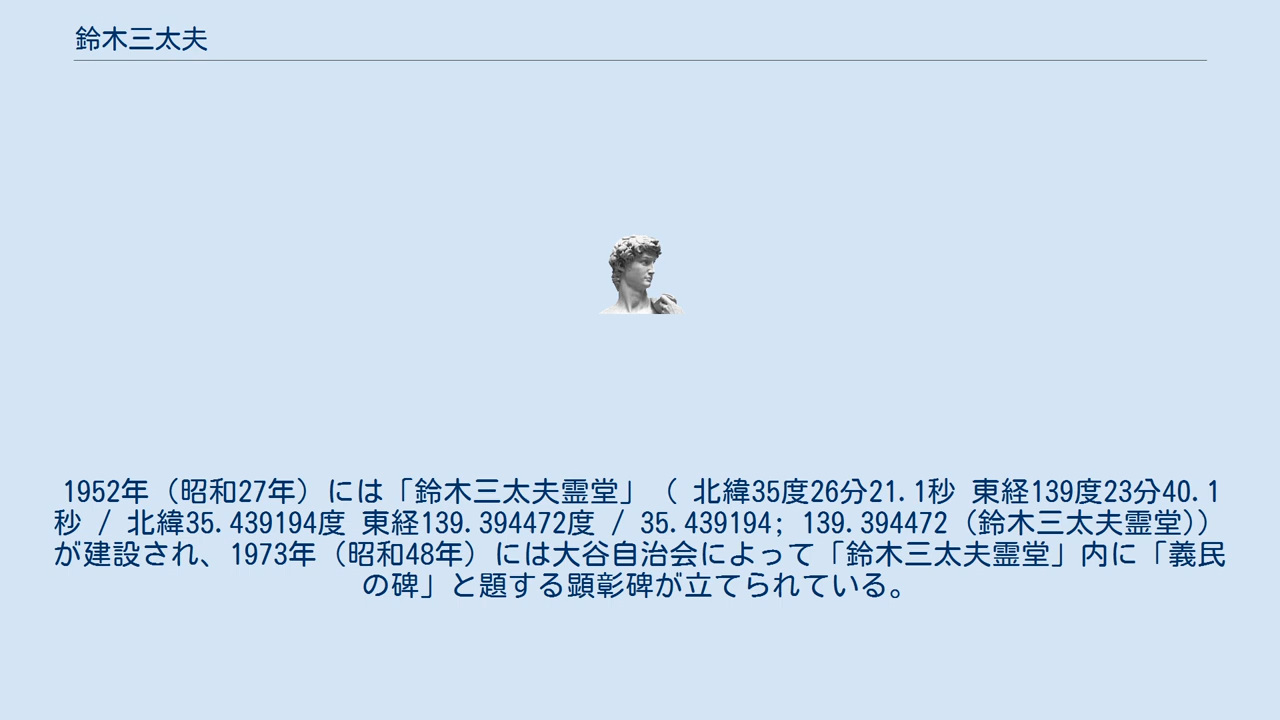 鈴木三太夫
1952年（昭和27年）には「鈴木三太夫霊堂」（ 北緯35度26分21.1秒 東経139度23分40.1
秒 / 北緯35.439194度 東経139.394472度 / 35.439194; 139.394472（鈴木三太夫霊堂））
が建設され、1973年（昭和48年）には大谷自治会によって「鈴木三太夫霊堂」内に「義民
の碑」と題する顕彰碑が立てられている。